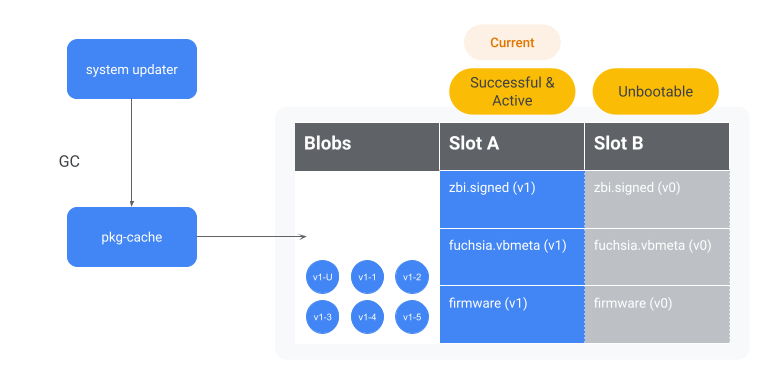 Current
system updater
Successful &
Active
Unbootable
GC
Blobs
Slot A
Slot B
zbi.signed (v1)
zbi.signed (v0)
pkg-cache
fuchsia.vbmeta (v1)
fuchsia.vbmeta (v0)
v1-U
v1-1
v1-2
firmware (v1)
firmware (v0)
v1-3
v1-4
v1-5